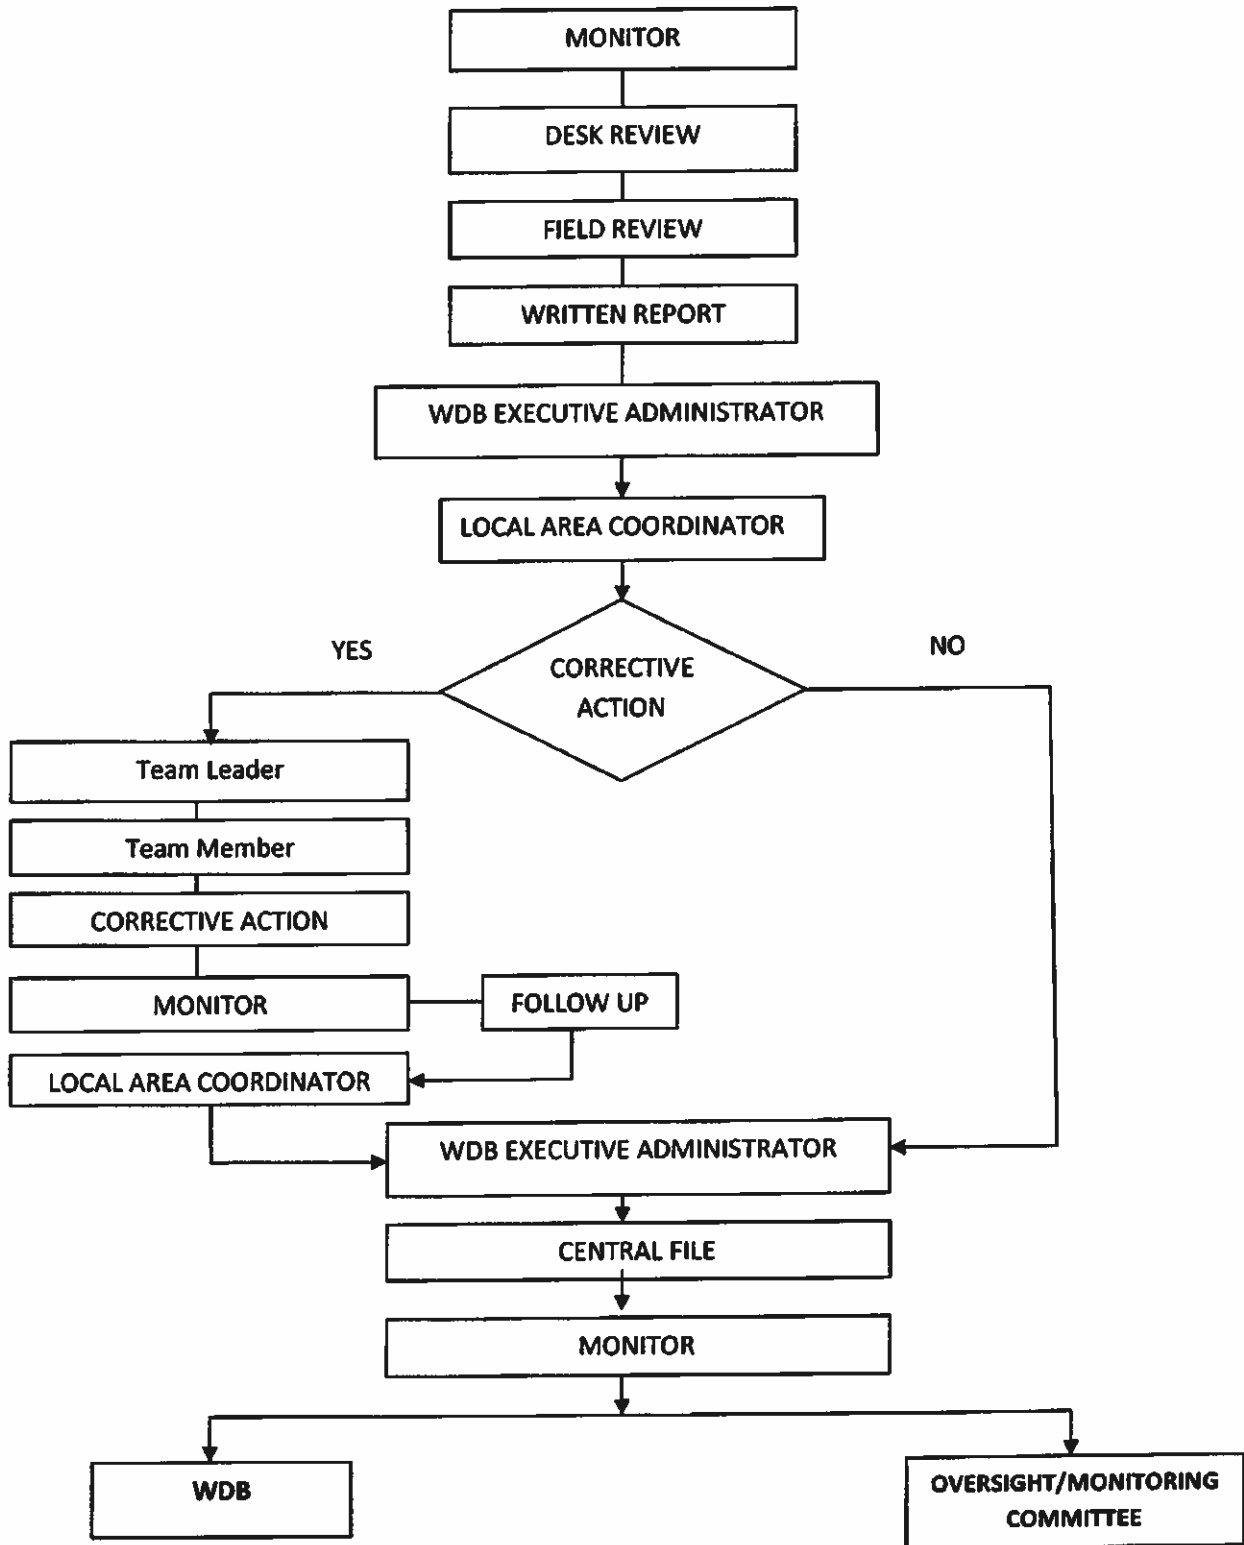 MONITOR
DESK REVIEW
FIELD REVIEW
WRITTEN REPORT
WDB EXECUTIVE ADMINISTRATOR
LOCAL AREA COORDINATOR
YES
NO
CORRECTIVE
ACTION
Team Leader
Team Member
CORRECTIVE ACTION
MONITOR
FOLLOW UP
LOCAL AREA COORDINATOR
WDB EXECUTIVE ADMINISTRATOR
CENTRAL FILE
MONITOR
WDB
OVERSIGHT/MONITORING
COMMITTEE